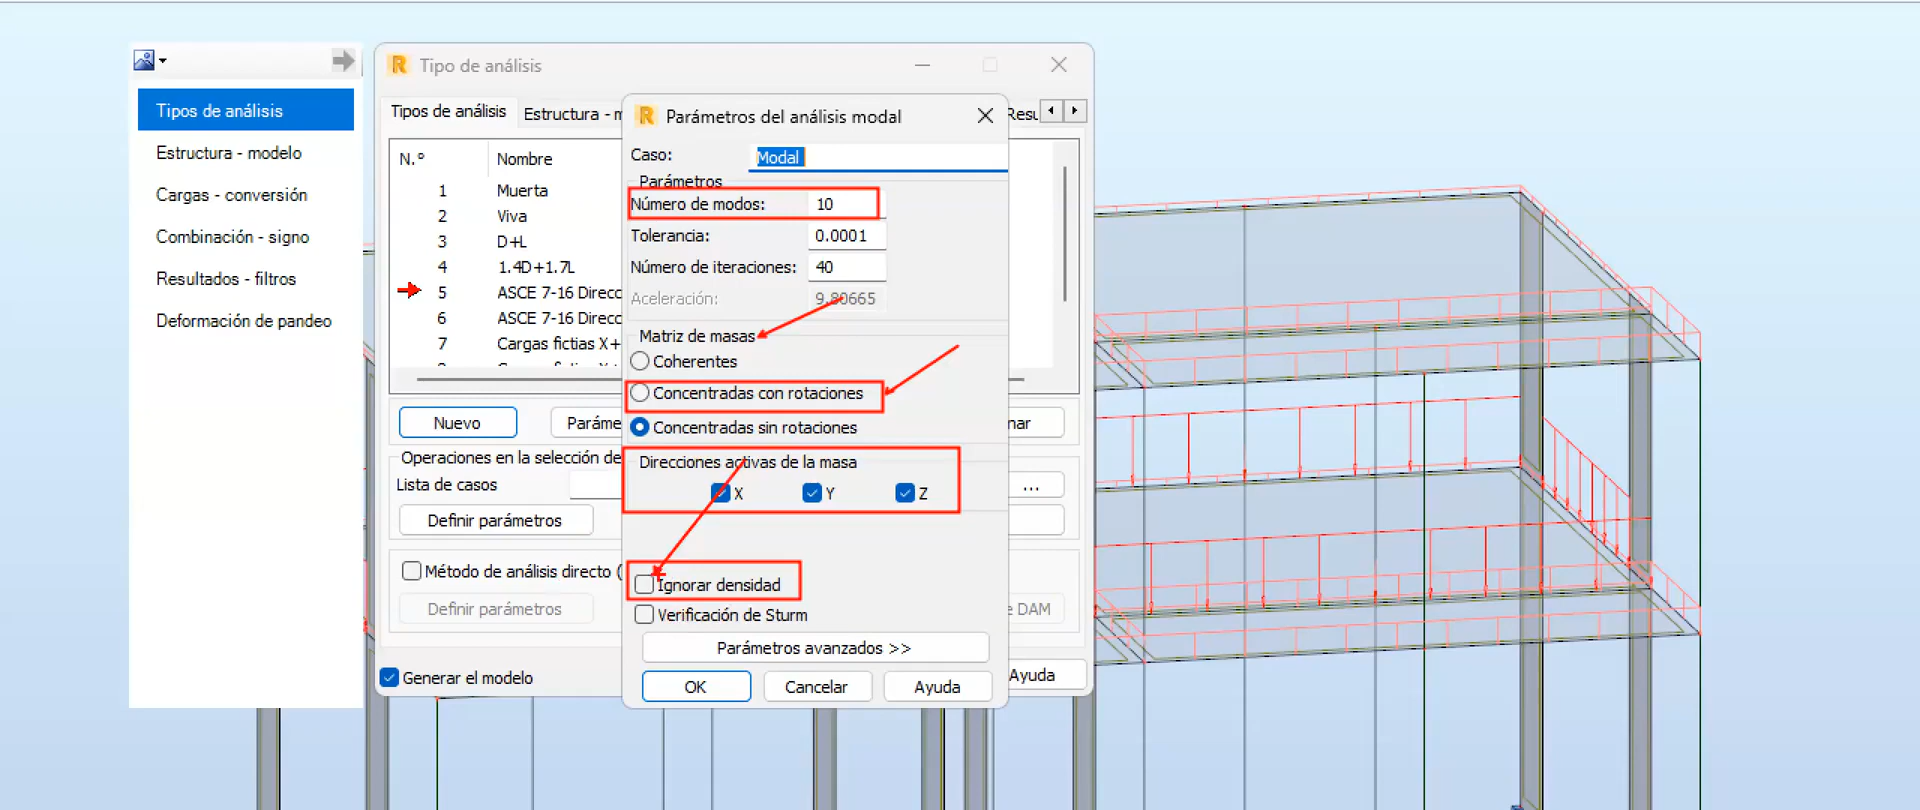 Tipo de análisis
Tipos de análisis
Estructura - modelo
Cargas - conversión
Combinación - signo
Resultados - filtros
Deformación de pandeo
Tipos de análisis
Estructura - m
Resu
N.º Nombre
1 Muerta
2 Viva
3 D+L
4 1.4D+1.7L
5 ASCE 7-16 Direcc
6 ASCE 7-16 Direcc
7 Cargas fictias X+
Nuevo
Paráme
nar
Operaciones en la selección de
Lista de casos
...
Definir parámetros
Método de análisis directo (
Definir parámetros
e DAM
Generar el modelo
Ayuda
Parámetros del análisis modal
Caso: Modal
Parámetros
Número de modos: 10
Tolerancia: 0.0001
Número de iteraciones: 40
Aceleración: 9.80665
Matriz de masas
Coherentes
Concentradas con rotaciones
Concentradas sin rotaciones
Direcciones activas de la masa
X Y Z
Ignorar densidad
Verificación de Sturm
Parámetros avanzados >>
OK Cancelar Ayuda